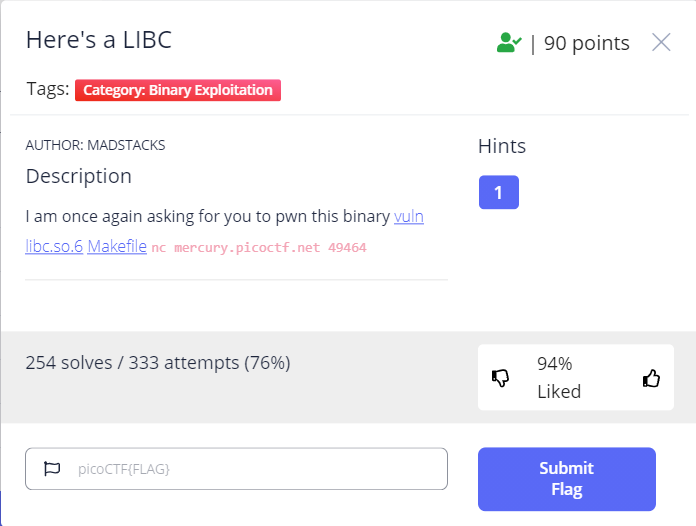 Here's a LIBC
| 90 points
Tags: Category: Binary Exploitation
AUTHOR: MADSTACKS
Description
I am once again asking for you to pwn this binary vuln
libc.so.6 Makefile nc mercury.picoctf.net 49464
Hints
1
254 solves / 333 attempts (76%)
94%
Liked
picoCTF{FLAG}
Submit
Flag